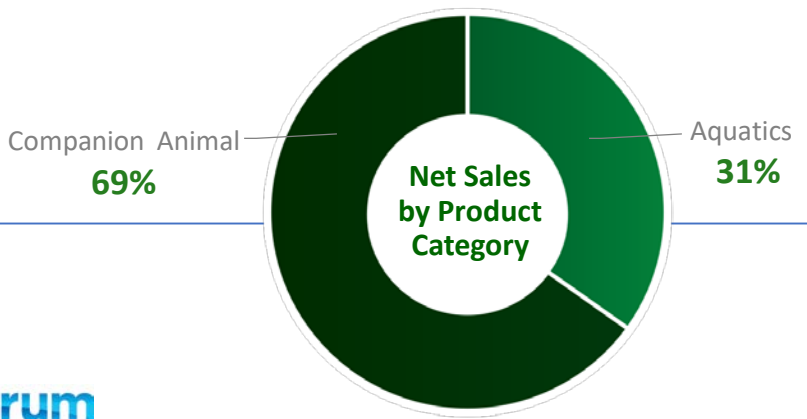 Companion Animal
69%
Net Sales
by Product
Category
Aquatics
31%
rum